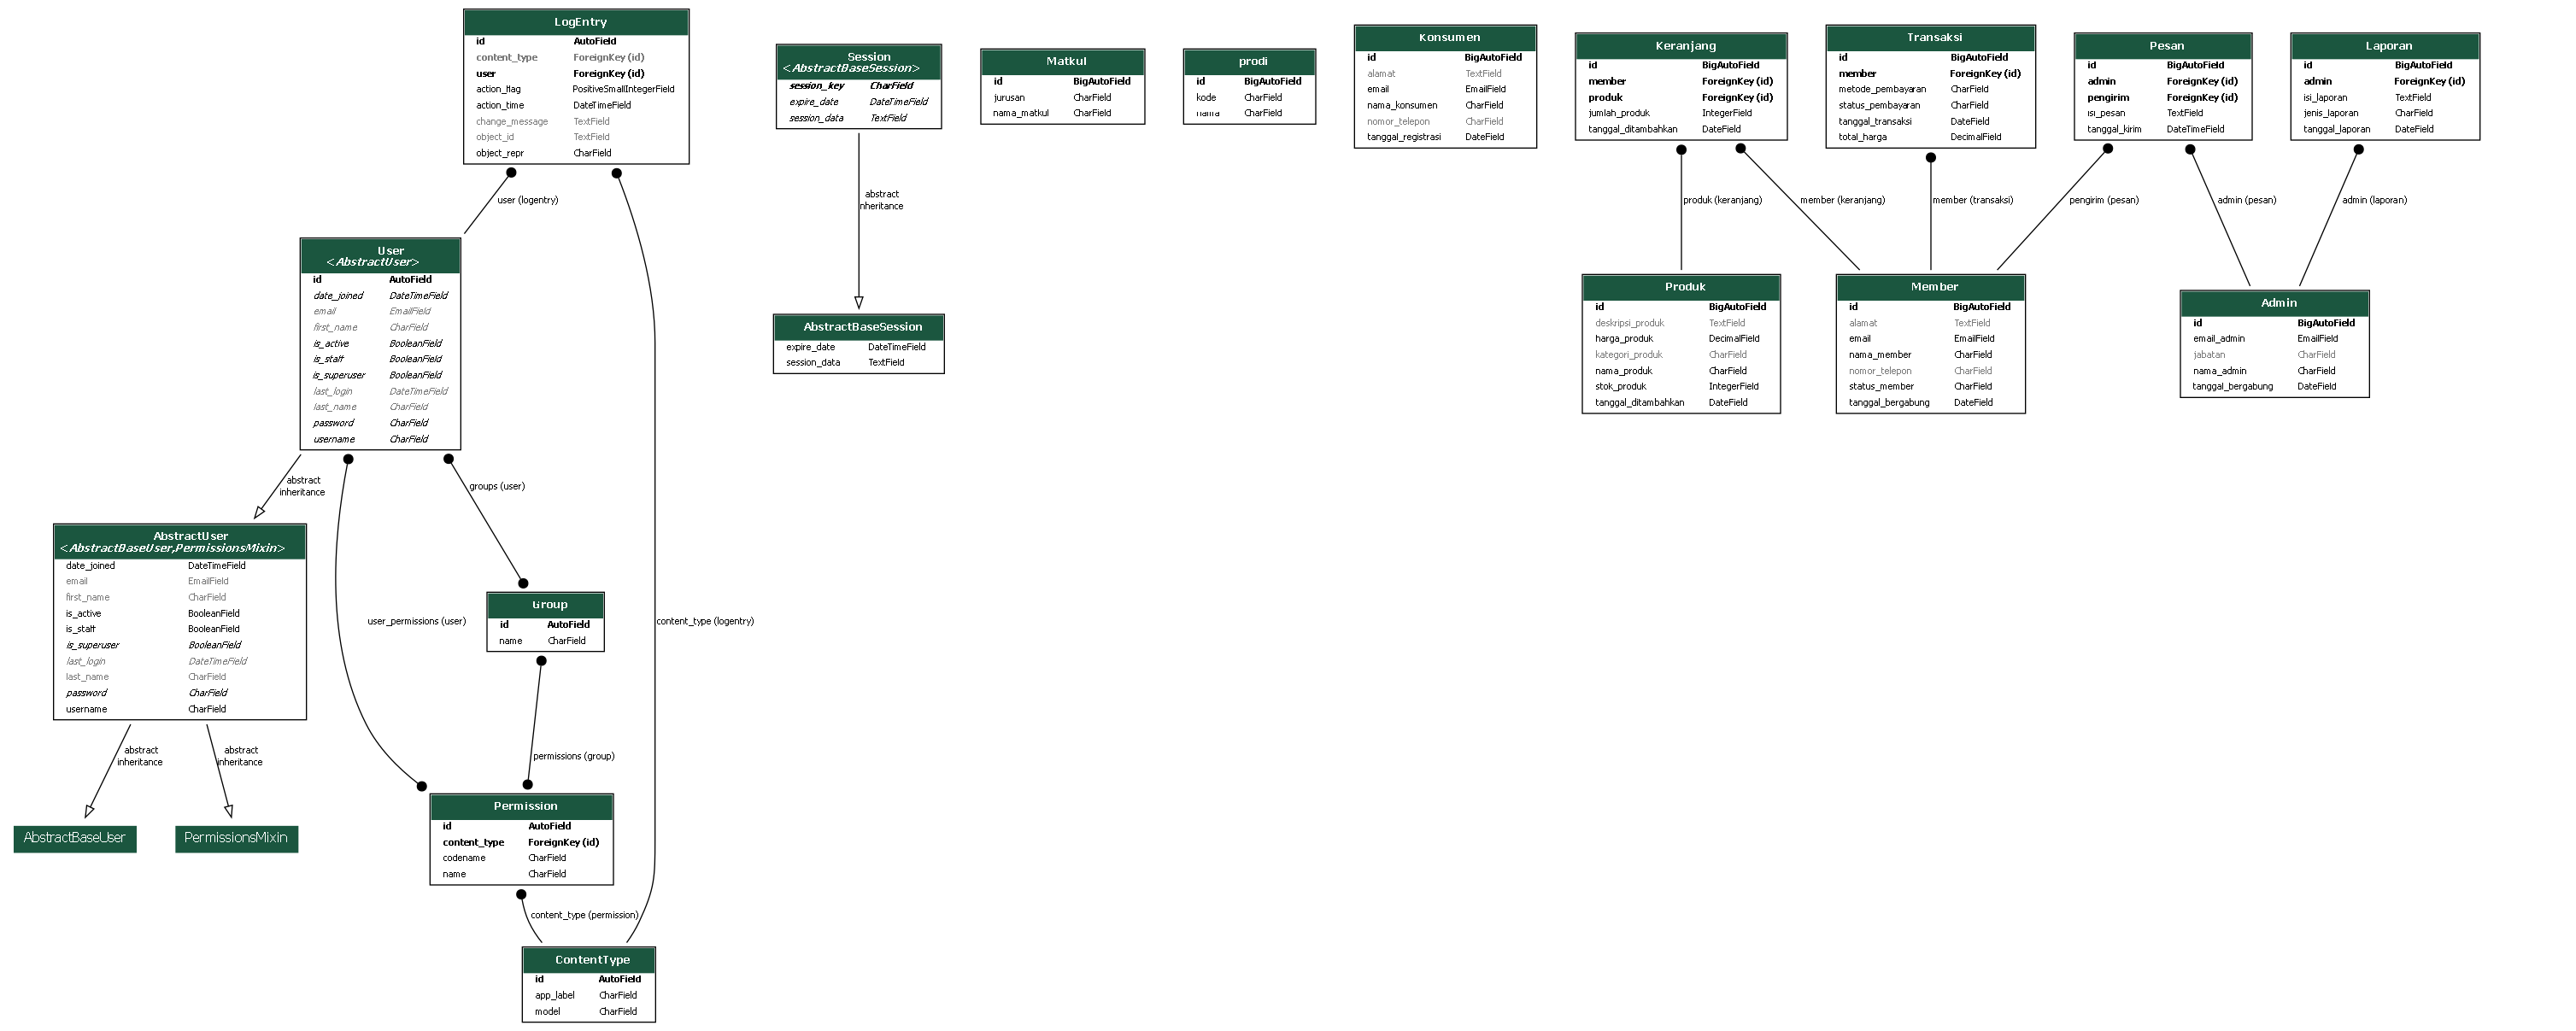 LogEntry
id AutoField
content_type ForeignKey (id)
user ForeignKey (id)
action_flag PositiveSmallIntegerField
action_time DateTimeField
change_message TextField
object_id TextField
object_repr CharField
Session
<AbstractBaseSession>
session_key CharField
expire_date DateTimeField
session_data TextField
Matkul
id BigAutoField
jurusan CharField
nama_matkul CharField
prodi
id BigAutoField
kode CharField
nama CharField
Konsumen
id BigAutoField
alamat TextField
email EmailField
nama_konsumen CharField
nomor_telepon CharField
tanggal_registrasi DateField
Keranjang
id BigAutoField
member ForeignKey (id)
produk ForeignKey (id)
jumlah_produk IntegerField
tanggal_ditambahkan DateField
Transaksi
id BigAutoField
member ForeignKey (id)
metode_pembayaran CharField
status_pembayaran CharField
tanggal_transaksi DateField
total_harga DecimalField
Pesan
id BigAutoField
admin ForeignKey (id)
pengirim ForeignKey (id)
isi_pesan TextField
tanggal_kirim DateTimeField
Laporan
id BigAutoField
admin ForeignKey (id)
isi_laporan TextField
jenis_laporan CharField
tanggal_laporan DateField
user (logentry)
abstract
inheritance
produk (keranjang)
member (keranjang)
member (transaksi)
pengirim (pesan)
admin (pesan)
admin (laporan)
User
<AbstractUser>
id AutoField
date_joined DateTimeField
email EmailField
first_name CharField
is_active BooleanField
is_staff BooleanField
is_superuser BooleanField
last_login DateTimeField
last_name CharField
password CharField
username CharField
AbstractBaseSession
expire_date DateTimeField
session_data TextField
Produk
id BigAutoField
deskripsi_produk TextField
harga_produk DecimalField
kategori_produk CharField
nama_produk CharField
stok_produk IntegerField
tanggal_ditambahkan DateField
Member
id BigAutoField
alamat TextField
email EmailField
nama_member CharField
nomor_telepon CharField
status_member CharField
tanggal_bergabung DateField
Admin
id BigAutoField
email_admin EmailField
jabatan CharField
nama_admin CharField
tanggal_bergabung DateField
abstract
inheritance
groups (user)
AbstractUser
<AbstractBaseUser,PermissionsMixin>
date_joined DateTimeField
email EmailField
first_name CharField
is_active BooleanField
is_staff BooleanField
is_superuser BooleanField
last_login DateTimeField
last_name CharField
password CharField
username CharField
user_permissions (user)
content_type (logentry)
Group
id AutoField
name CharField
abstract
inheritance
abstract
inheritance
permissions (group)
AbstractBaseUser
PermissionsMixin
Permission
id AutoField
content_type ForeignKey (id)
codename CharField
name CharField
content_type (permission)
ContentType
id AutoField
app_label CharField
model CharField